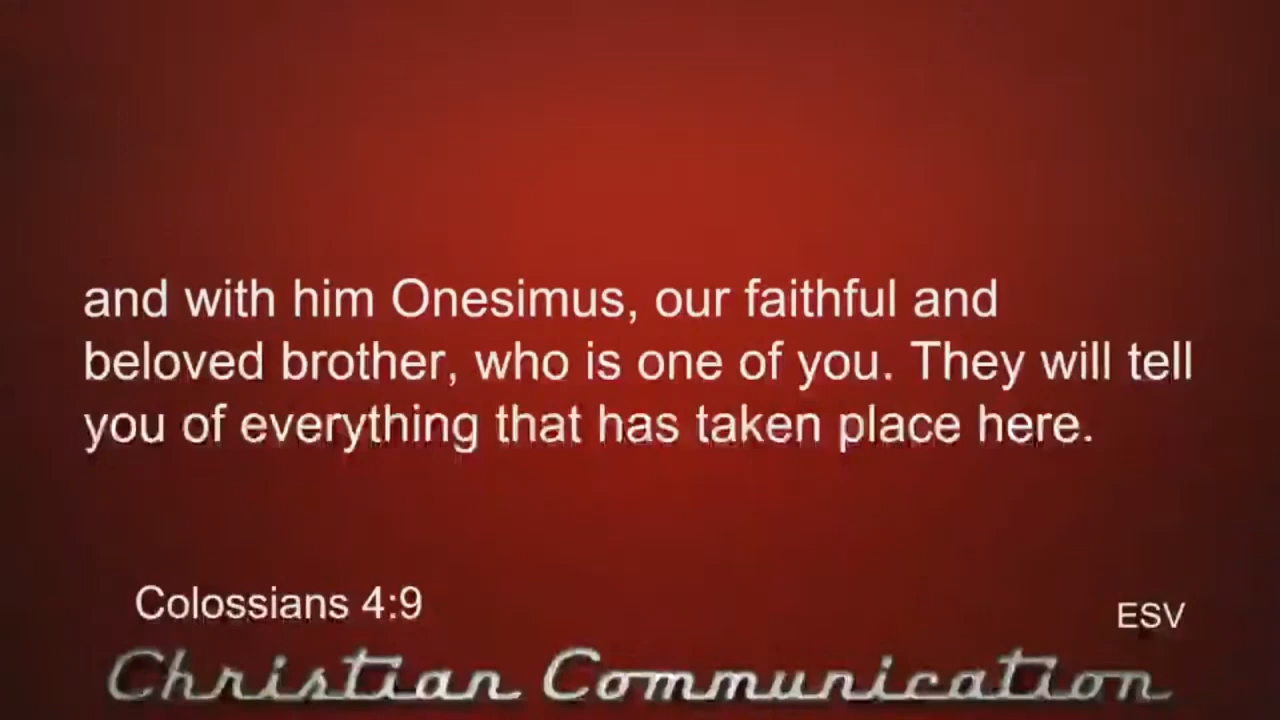 and with him Onesimus, our faithful and
beloved brother, who is one of you. They will tell
you of everything that has taken place here.
Colossians 4:9
ESV
Christian Communication